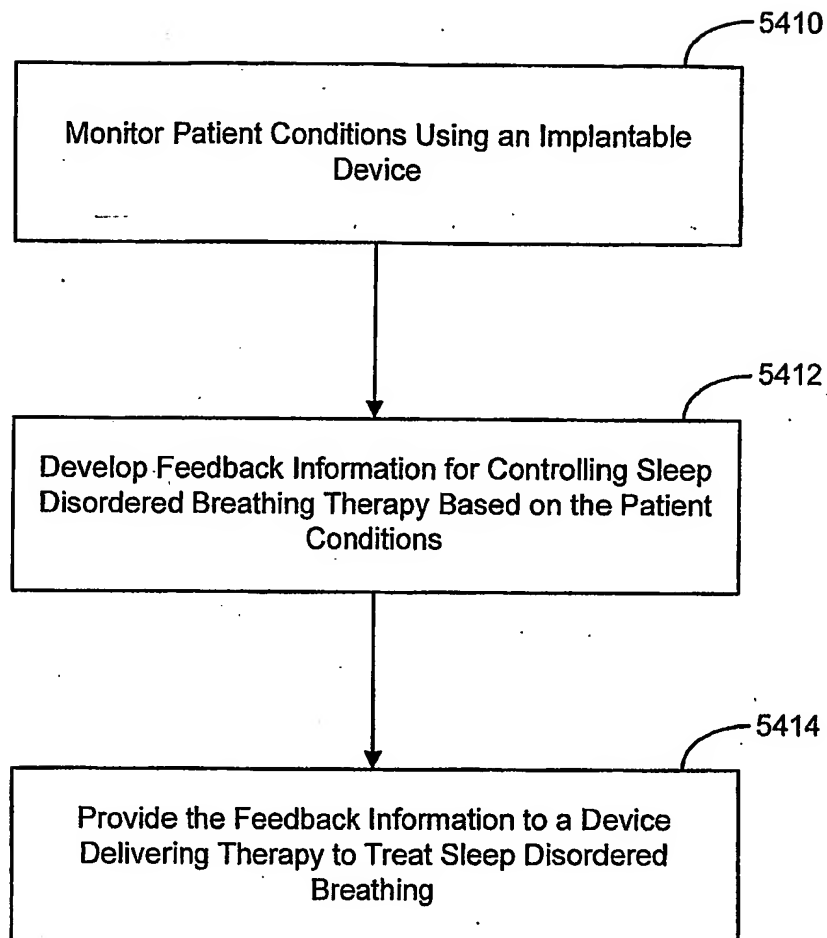 5410
Monitor Patient Conditions Using an Implantable
Device
5412
Develop Feedback Information for Controlling Sleep
Disordered Breathing Therapy Based on the Patient
Conditions
5414
Provide the Feedback Information to a Device
Delivering Therapy to Treat Sleep Disordered
Breathing